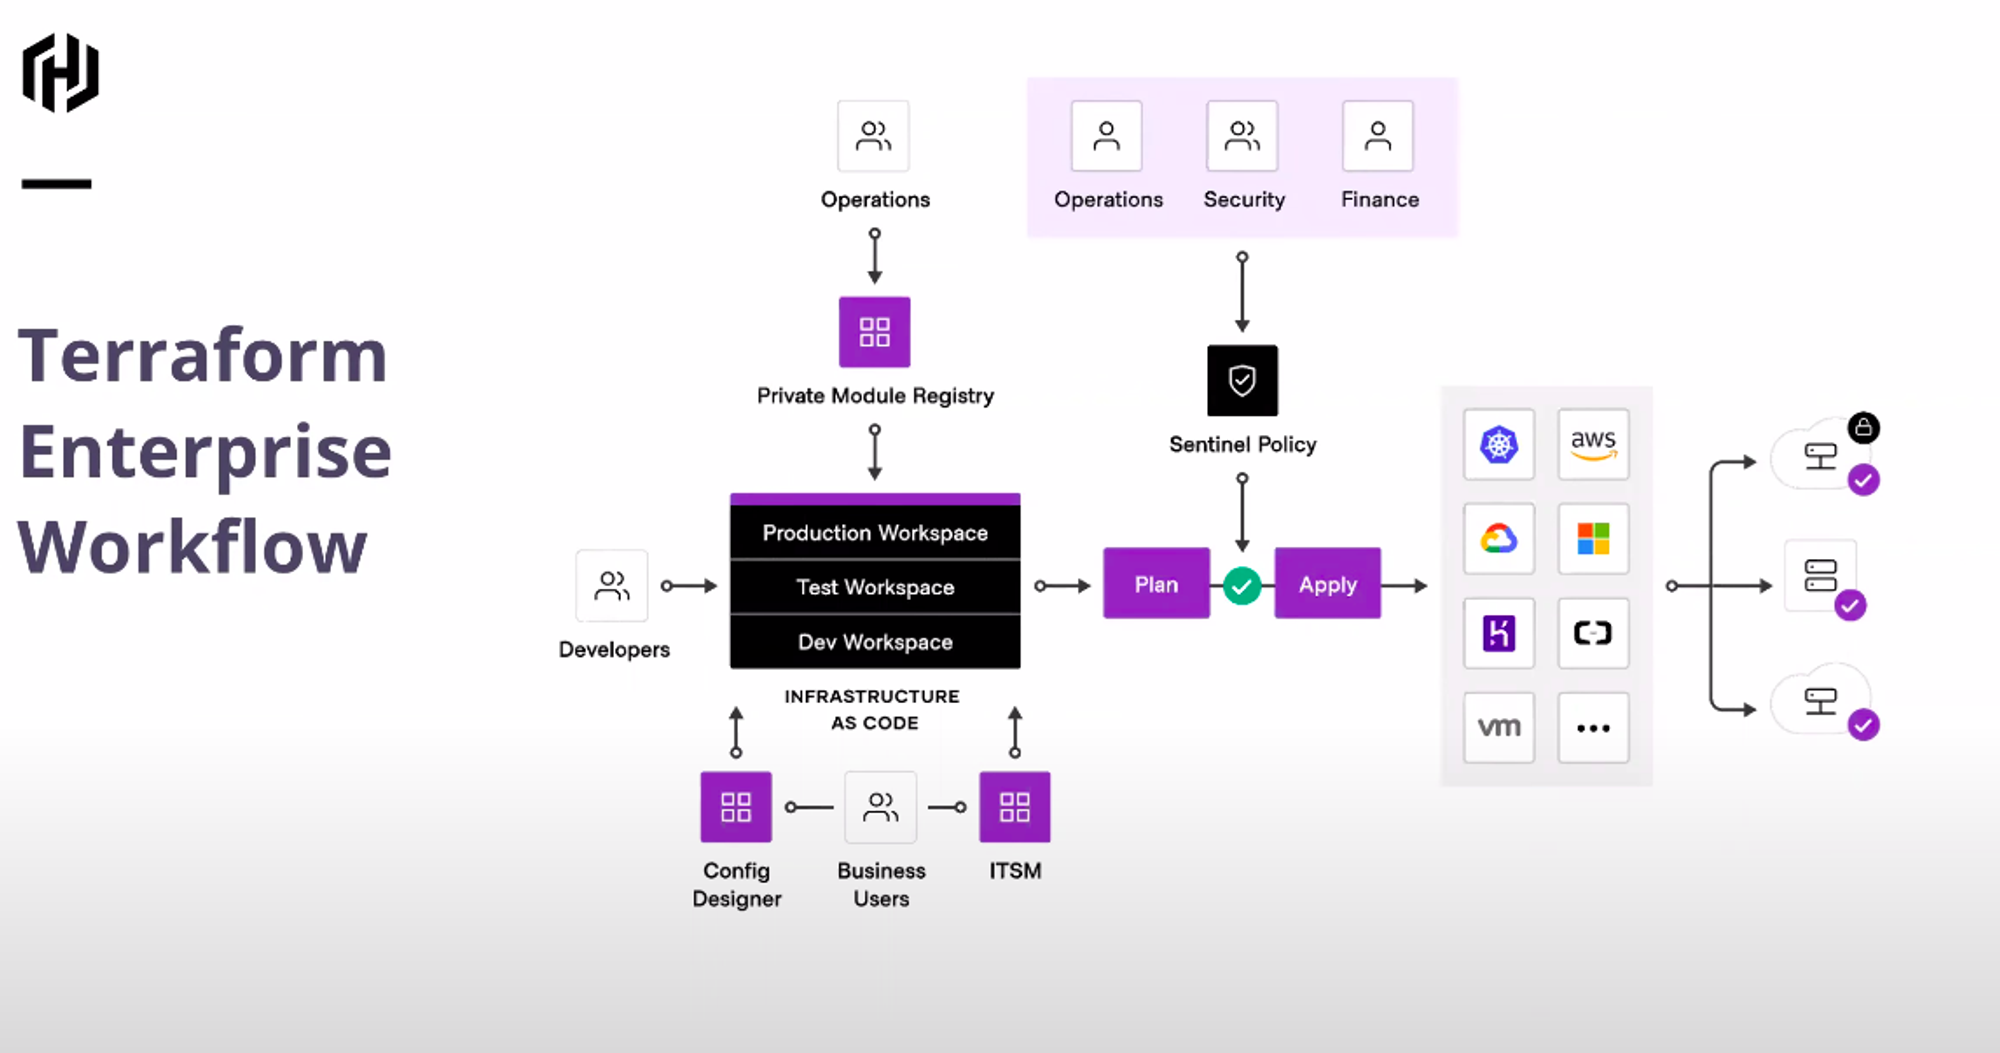 Terraform
Enterprise
Workflow
Operations
Operations
Security
Finance
Private Module Registry
Sentinel Policy
Production Workspace
Test Workspace
Dev Workspace
Developers
Plan
Apply
INFRASTRUCTURE
AS CODE
Config
Designer
Business
Users
ITSM
aws
vm